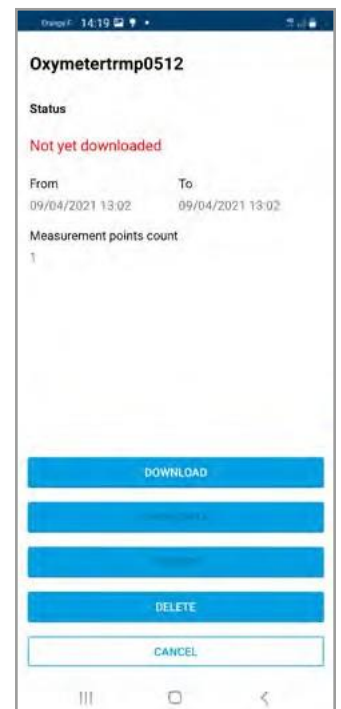 Orange F 14:19
Oxymetertrmp0512
Status
Not yet downloaded
From To
09/04/2021 13:02 09/04/2021 13:02
Measurement points count
1
DOWNLOAD
DELETE
CANCEL